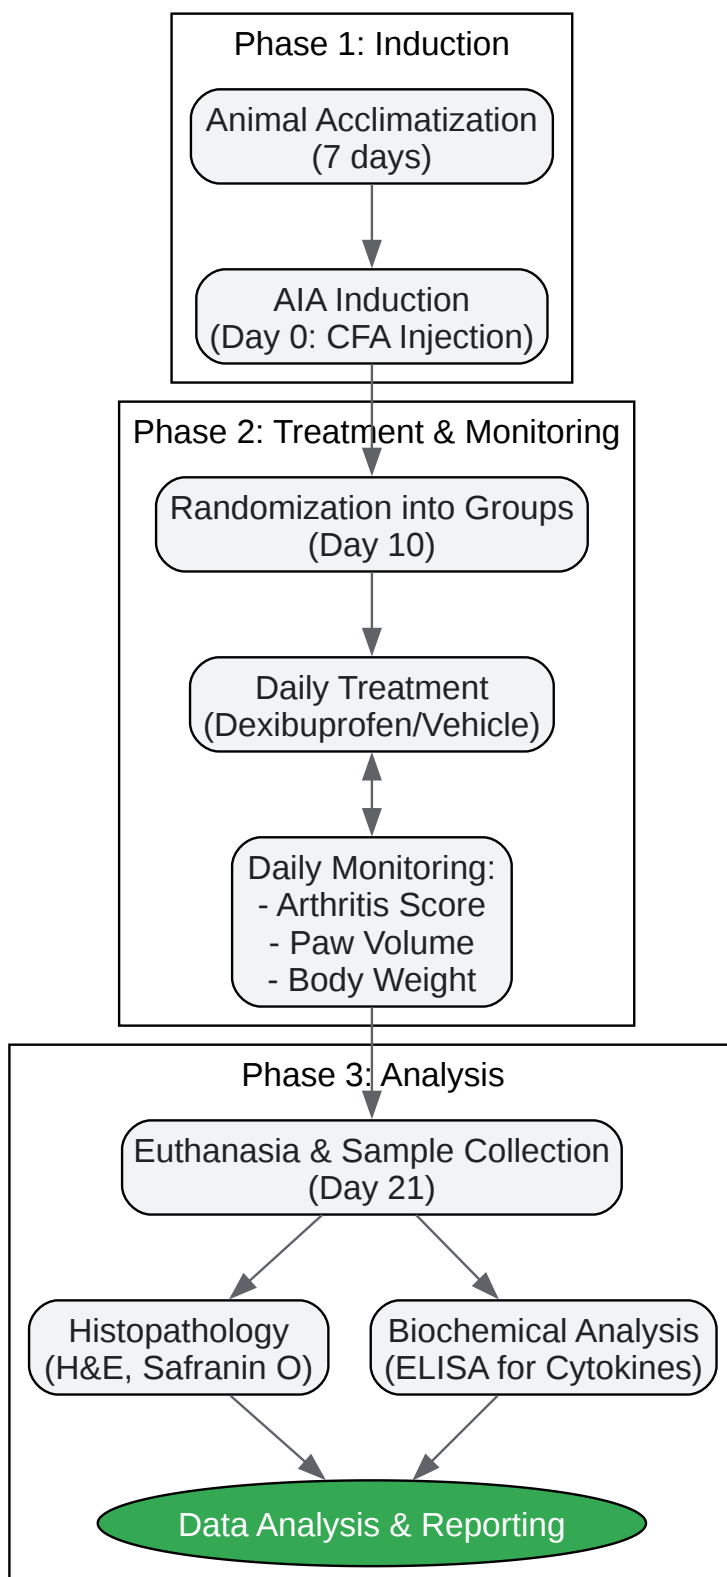 Phase 1: Induction
Animal Acclimatization
(7 days)
AIA Induction
(Day 0: CFA Injection)
Phase 2: Treatment & Monitoring
Randomization into Groups
(Day 10)
Daily Treatment
(Dexibuprofen/Vehicle)
Daily Monitoring:
- Arthritis Score
- Paw Volume
- Body Weight
Phase 3: Analysis
Euthanasia & Sample Collection
(Day 21)
Histopathology
(H&E, Safranin O)
Biochemical Analysis
(ELISA for Cytokines)
Data Analysis & Reporting